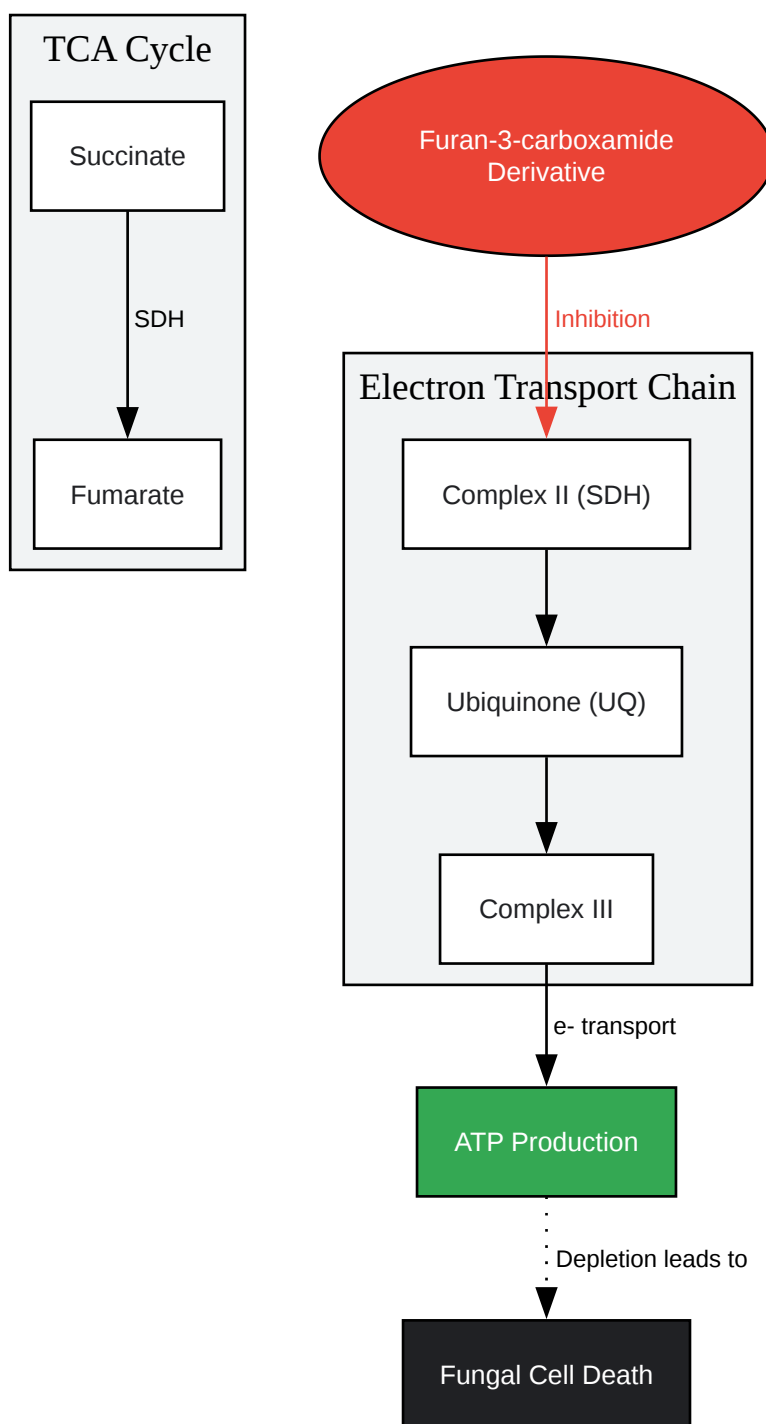 TCA Cycle
Succinate
SDH
Fumarate
Furan-3-carboxamide
Derivative
Inhibition
Electron Transport Chain
Complex II (SDH)
Ubiquinone (UQ)
Complex III
e- transport
ATP Production
Depletion leads to
Fungal Cell Death